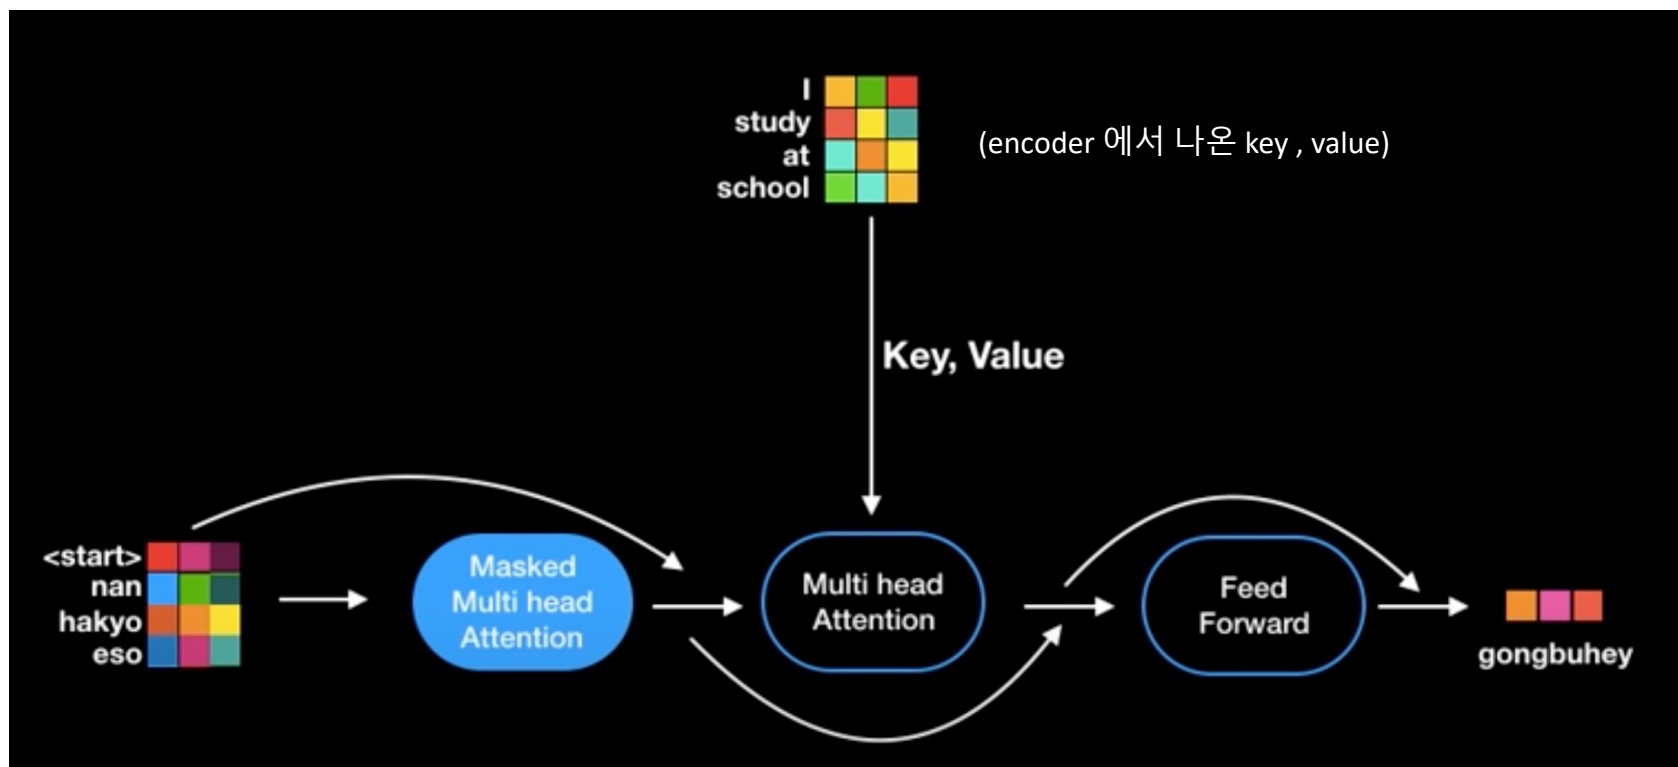 I
study
at
school
(encoder 에서 나온 key , value)
Key, Value
<start>
nan
hakyo
eso
Masked
Multi head
Attention
Multi head
Attention
Feed
Forward
gongbuhey